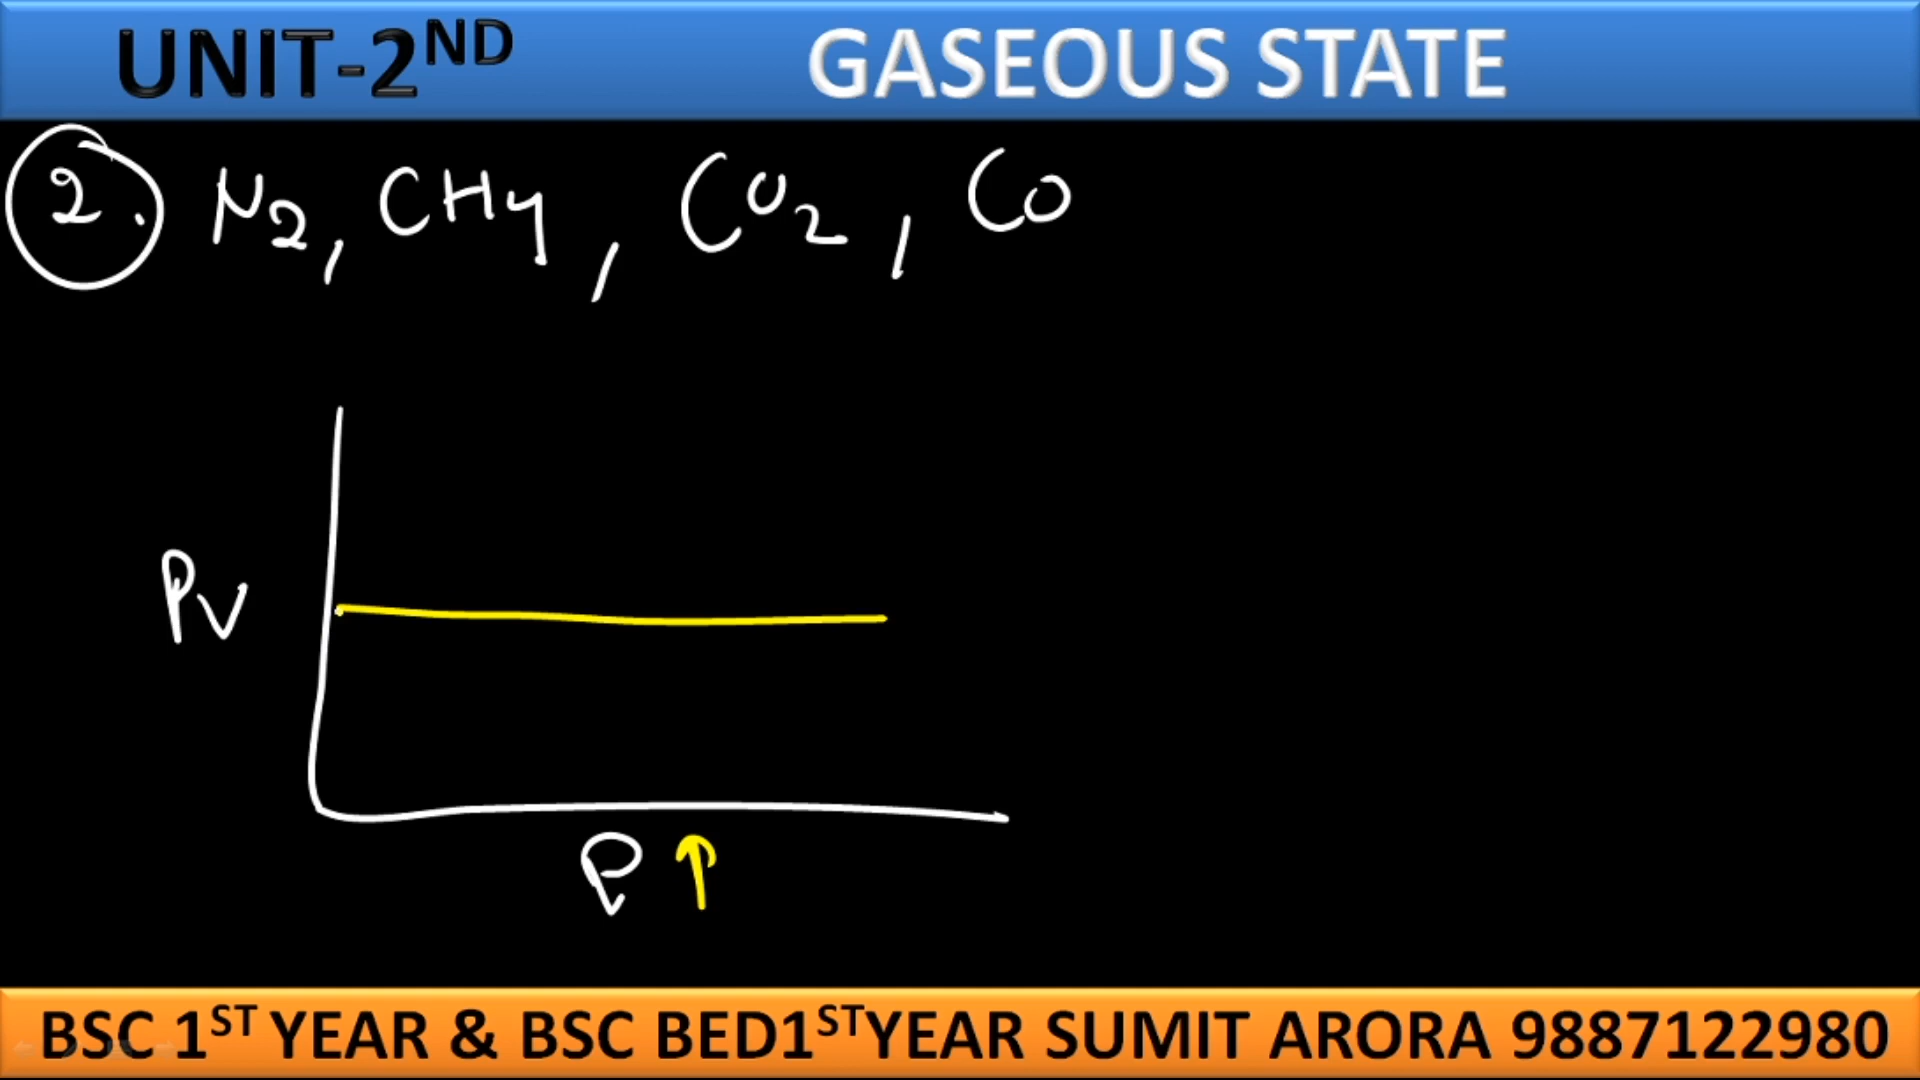 UNIT-2ND GASEOUS STATE
2. N2, CH4, CO2, CO
PV
P ↑
BSC 1ST YEAR & BSC BED1STYEAR SUMIT ARORA 9887122980